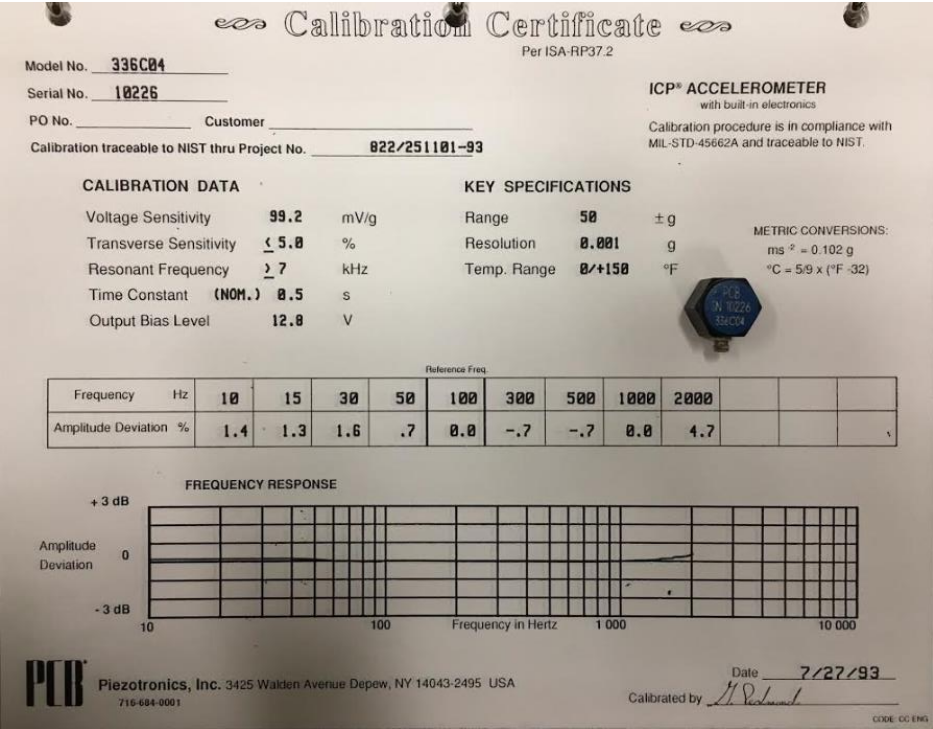 Calibration Certificate
Per ISA-RP37.2
Model No. 336C04
Serial No. 10226
PO No. Customer
Calibration traceable to NIST thru Project No. 822/251101-93
ICP® ACCELEROMETER
with built-in electronics
Calibration procedure is in compliance with
MIL-STD-45662A and traceable to NIST.
CALIBRATION DATA
Voltage Sensitivity 99.2 mV/g
Transverse Sensitivity ≤ 5.0 %
Resonant Frequency ≥ 7 kHz
Time Constant (NOM.) 0.5 s
Output Bias Level 12.8 V
KEY SPECIFICATIONS
Range 50 ± g
Resolution 0.001 g
Temp. Range 0/+150 °F
METRIC CONVERSIONS:
ms -2 = 0.102 g
°C = 5/9 x (°F -32)
PCB
SN 10226
336C04
Reference Freq.
Frequency Hz 10 15 30 50 100 300 500 1000 2000
Amplitude Deviation % 1.4 1.3 1.6 .7 0.0 -.7 -.7 0.0 4.7
FREQUENCY RESPONSE
+ 3 dB
Amplitude
Deviation
0
- 3 dB
10 100 Frequency in Hertz 1 000 10 000
PCB Piezotronics, Inc. 3425 Walden Avenue Depew, NY 14043-2495 USA
716-684-0001
Date 7/27/93
Calibrated by
CODE: CC ENG